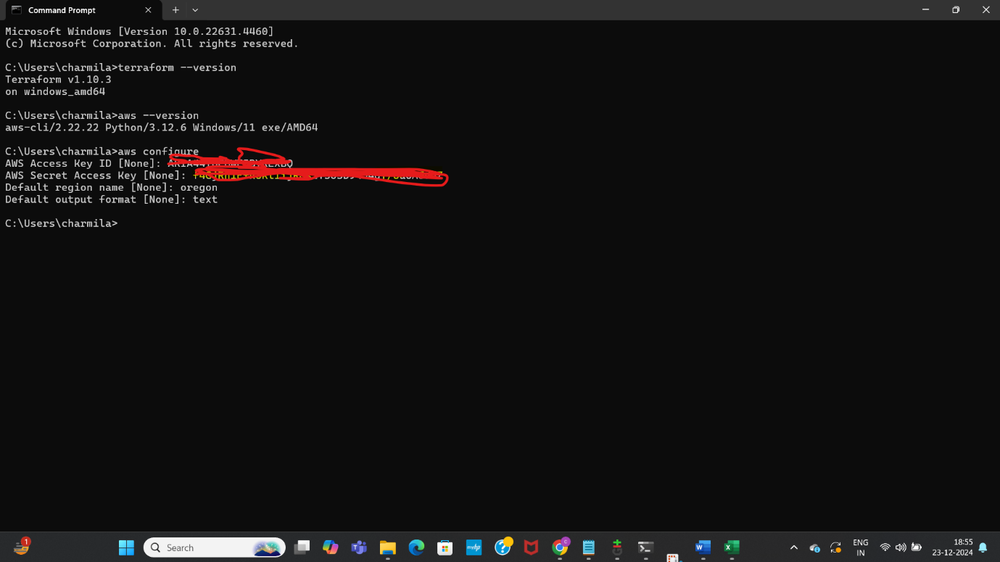 Command Prompt
Microsoft Windows [Version 10.0.22631.4460]
(c) Microsoft Corporation. All rights reserved.
C:\Users\charmila>terraform --version
Terraform v1.10.3
on windows_amd64
C:\Users\charmila>aws --version
aws-cli/2.22.22 Python/3.12.6 Windows/11 exe/AMD64
C:\Users\charmila>aws configure
AWS Access Key ID [None]:
AWS Secret Access Key [None]:
Default region name [None]: oregon
Default output format [None]: text
C:\Users\charmila>
1
Search
myhp
C
W
X
ENG
IN
18:55
23-12-2024